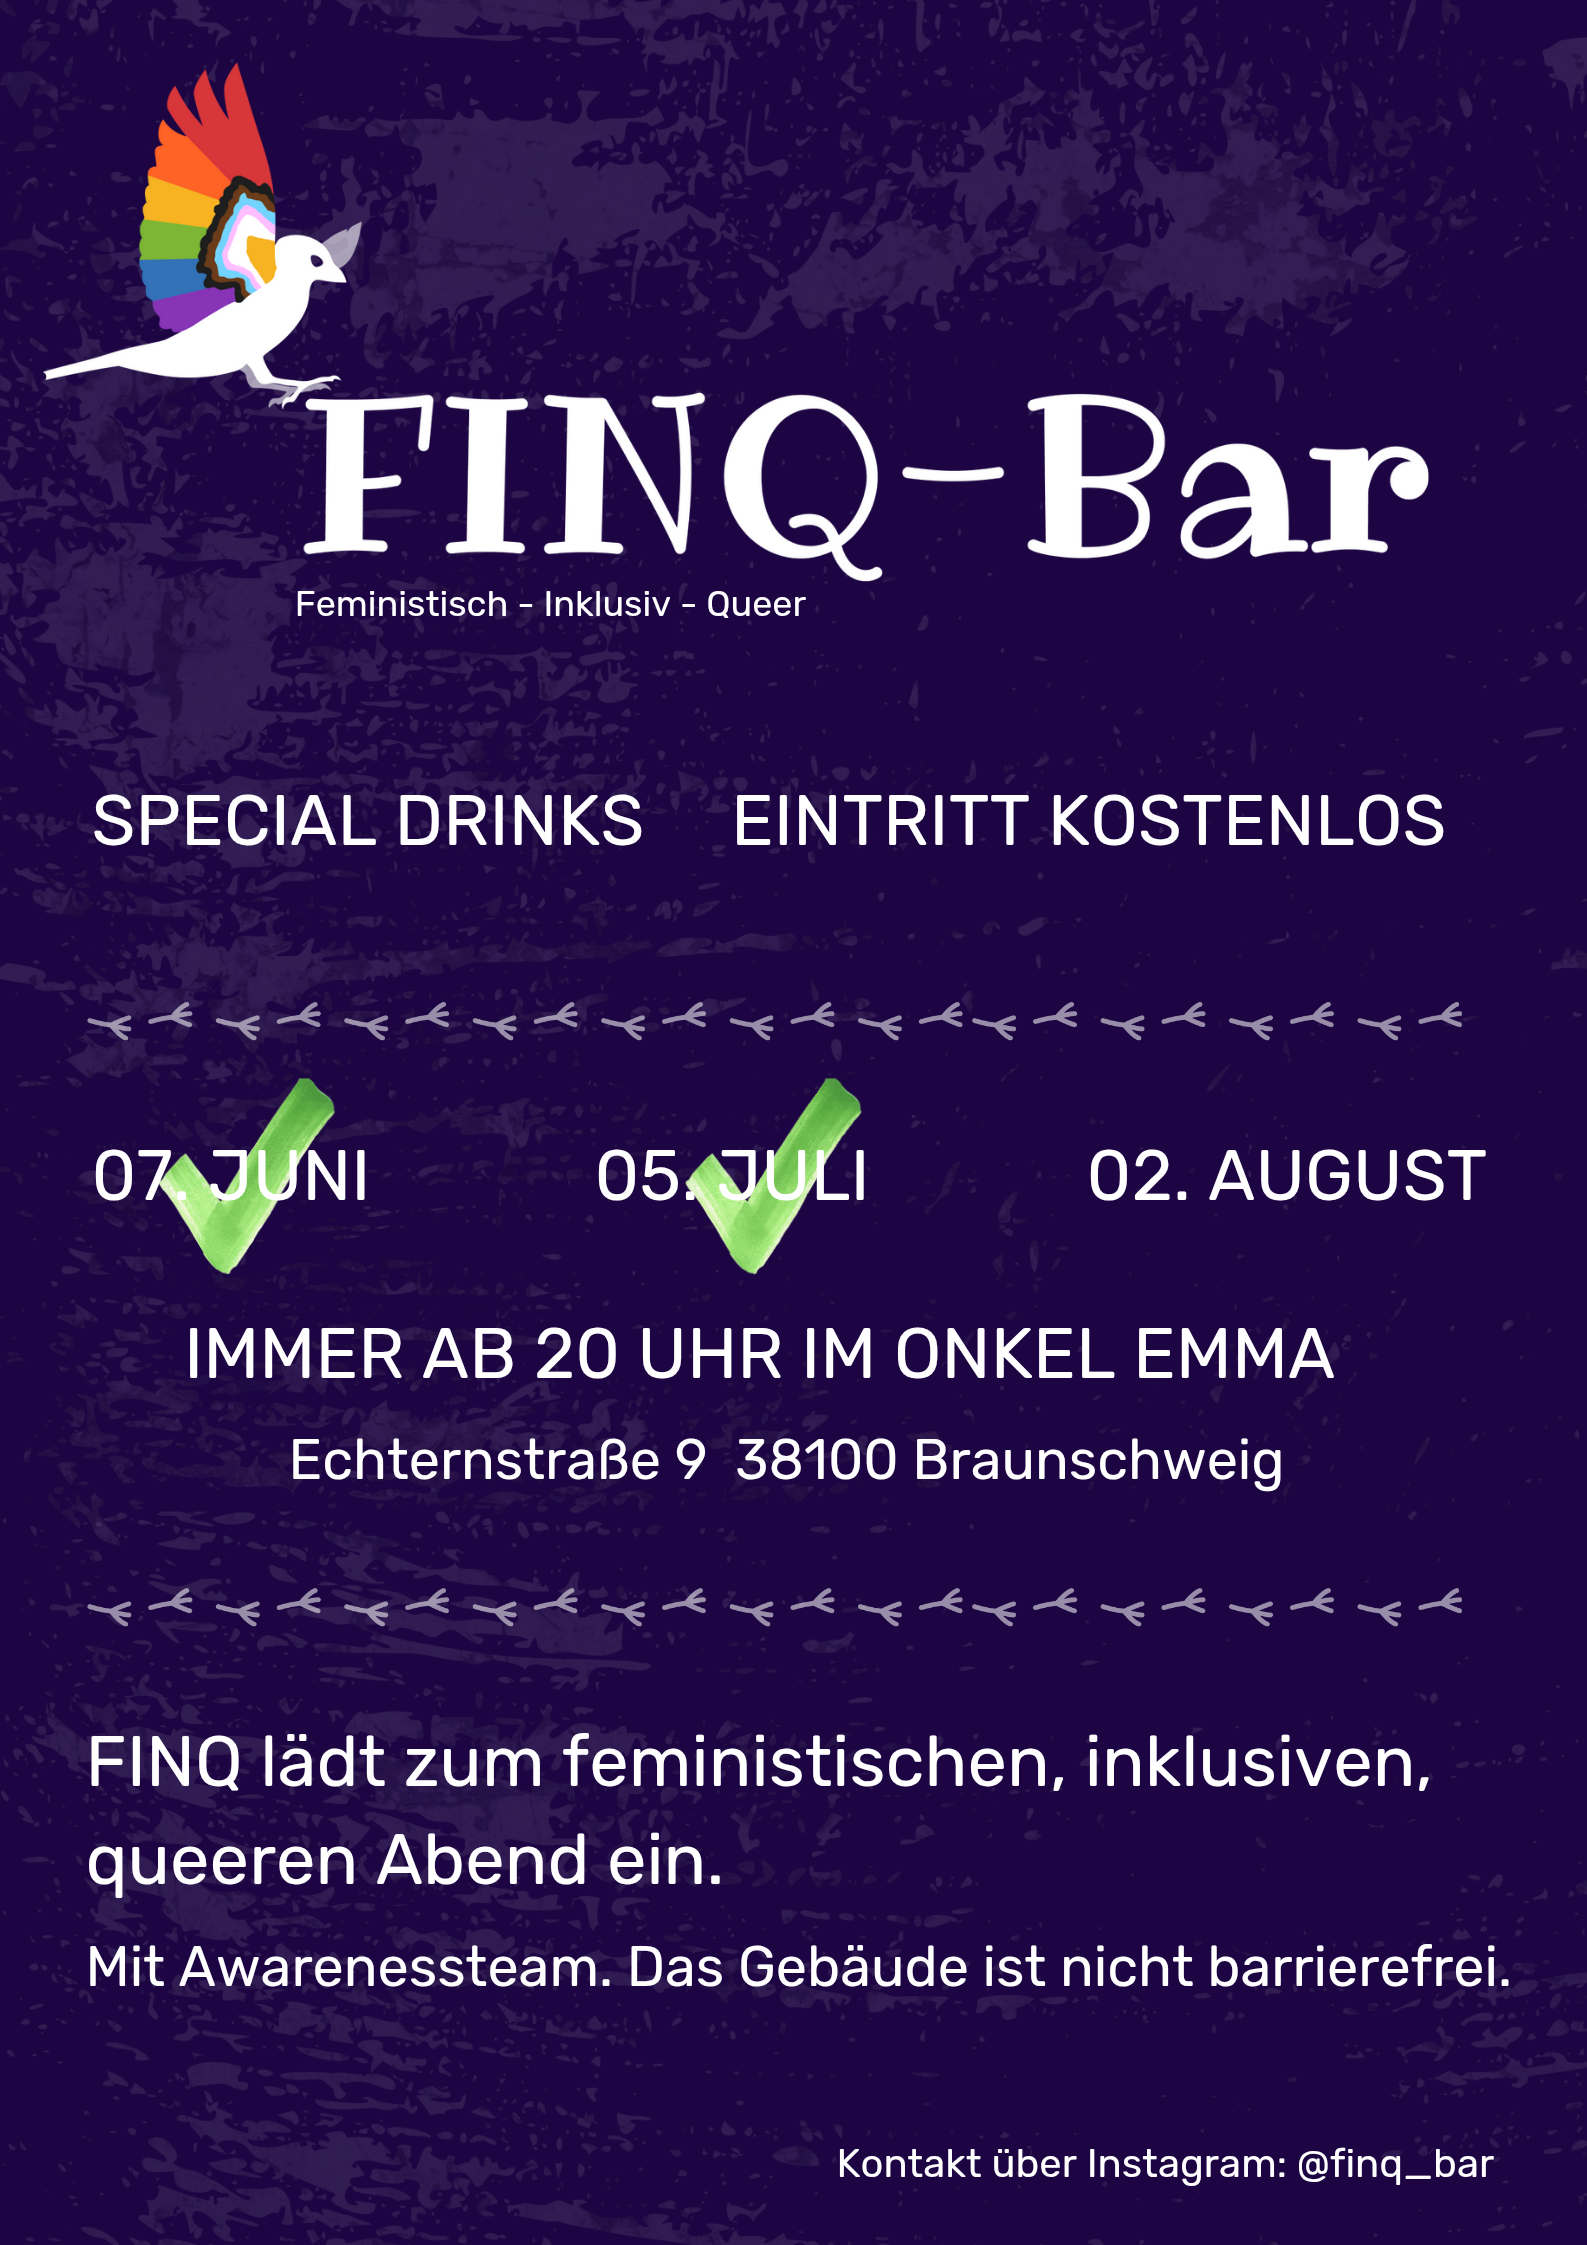 FINQ-Bar
Feministisch - Inklusiv - Queer
SPECIAL DRINKS EINTRITT KOSTENLOS
07. JUNI 05. JULI 02. AUGUST
IMMER AB 20 UHR IM ONKEL EMMA
Echternstraße 9 38100 Braunschweig
FINQ lädt zum feministischen, inklusiven,
queeren Abend ein.
Mit Awarenessteam. Das Gebäude ist nicht barrierefrei.
Kontakt über Instagram: @finq_bar